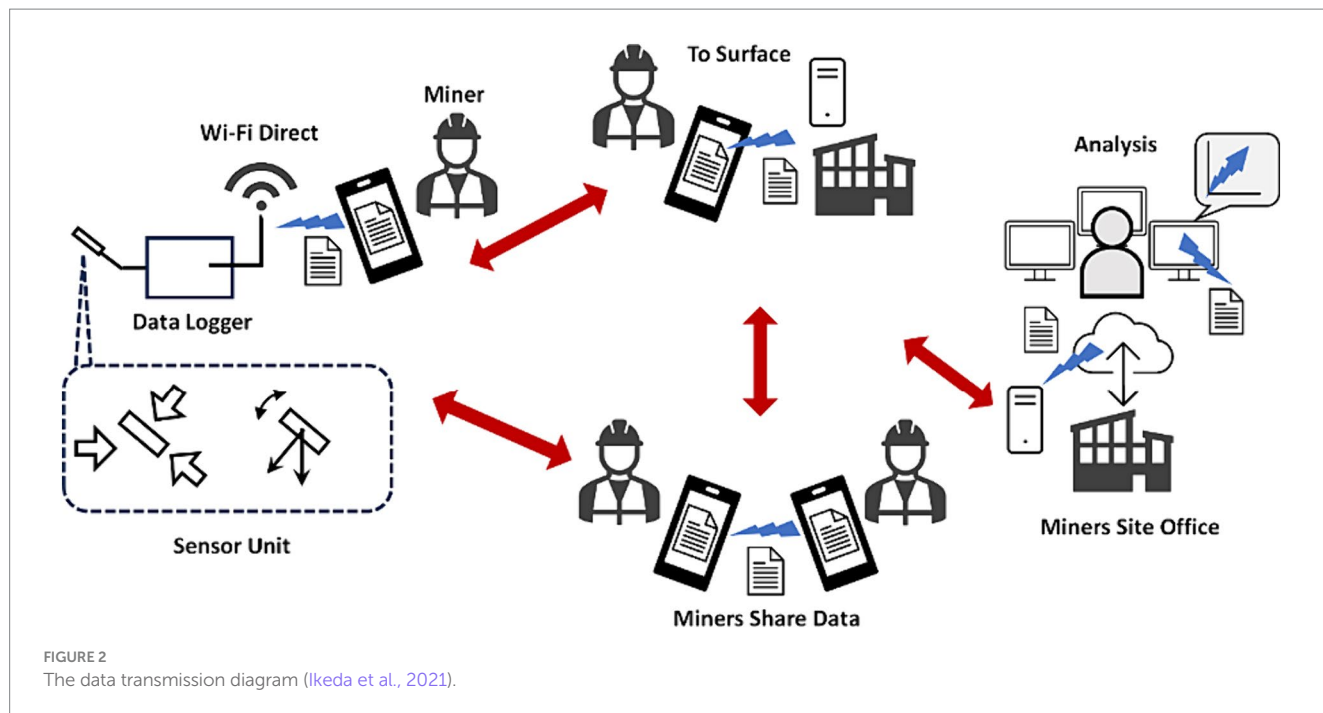 To Surface
Miner
Wi-Fi Direct
Analysis
Data Logger
Sensor Unit
Miners Site Office
Miners Share Data
FIGURE 2
The data transmission diagram (Ikeda et al., 2021).